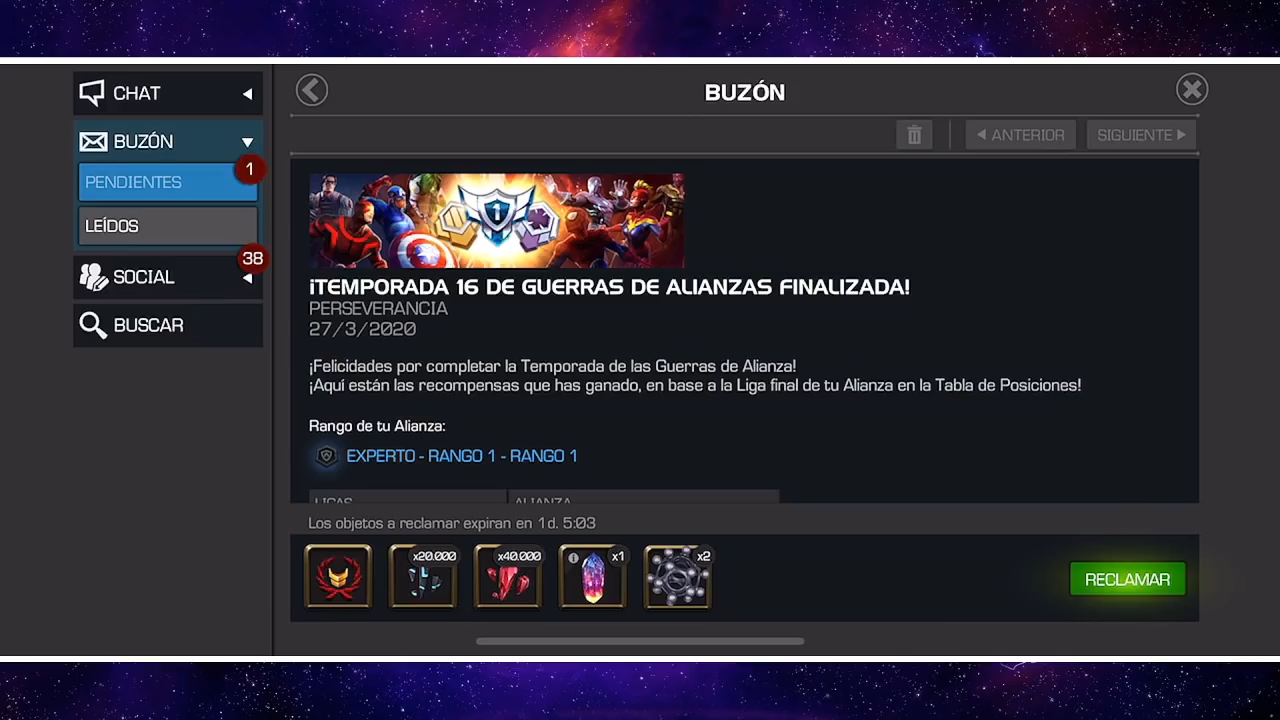 CHAT
BUZÓN
PENDIENTES
1
LEÍDOS
38
SOCIAL
BUSCAR
BUZÓN
ANTERIOR
SIGUIENTE
1
¡TEMPORADA 16 DE GUERRAS DE ALIANZAS FINALIZADA!
PERSEVERANCIA
27/3/2020
¡Felicidades por completar la Temporada de las Guerras de Alianza!
¡Aquí están las recompensas que has ganado, en base a la Liga final de tu Alianza en la Tabla de Posiciones!
Rango de tu Alianza:
EXPERTO - RANGO 1 - RANGO 1
LIGAS ALIANZA
Los objetos a reclamar expiran en 1d. 5:03
x20.000
x40.000
x1
x2
RECLAMAR